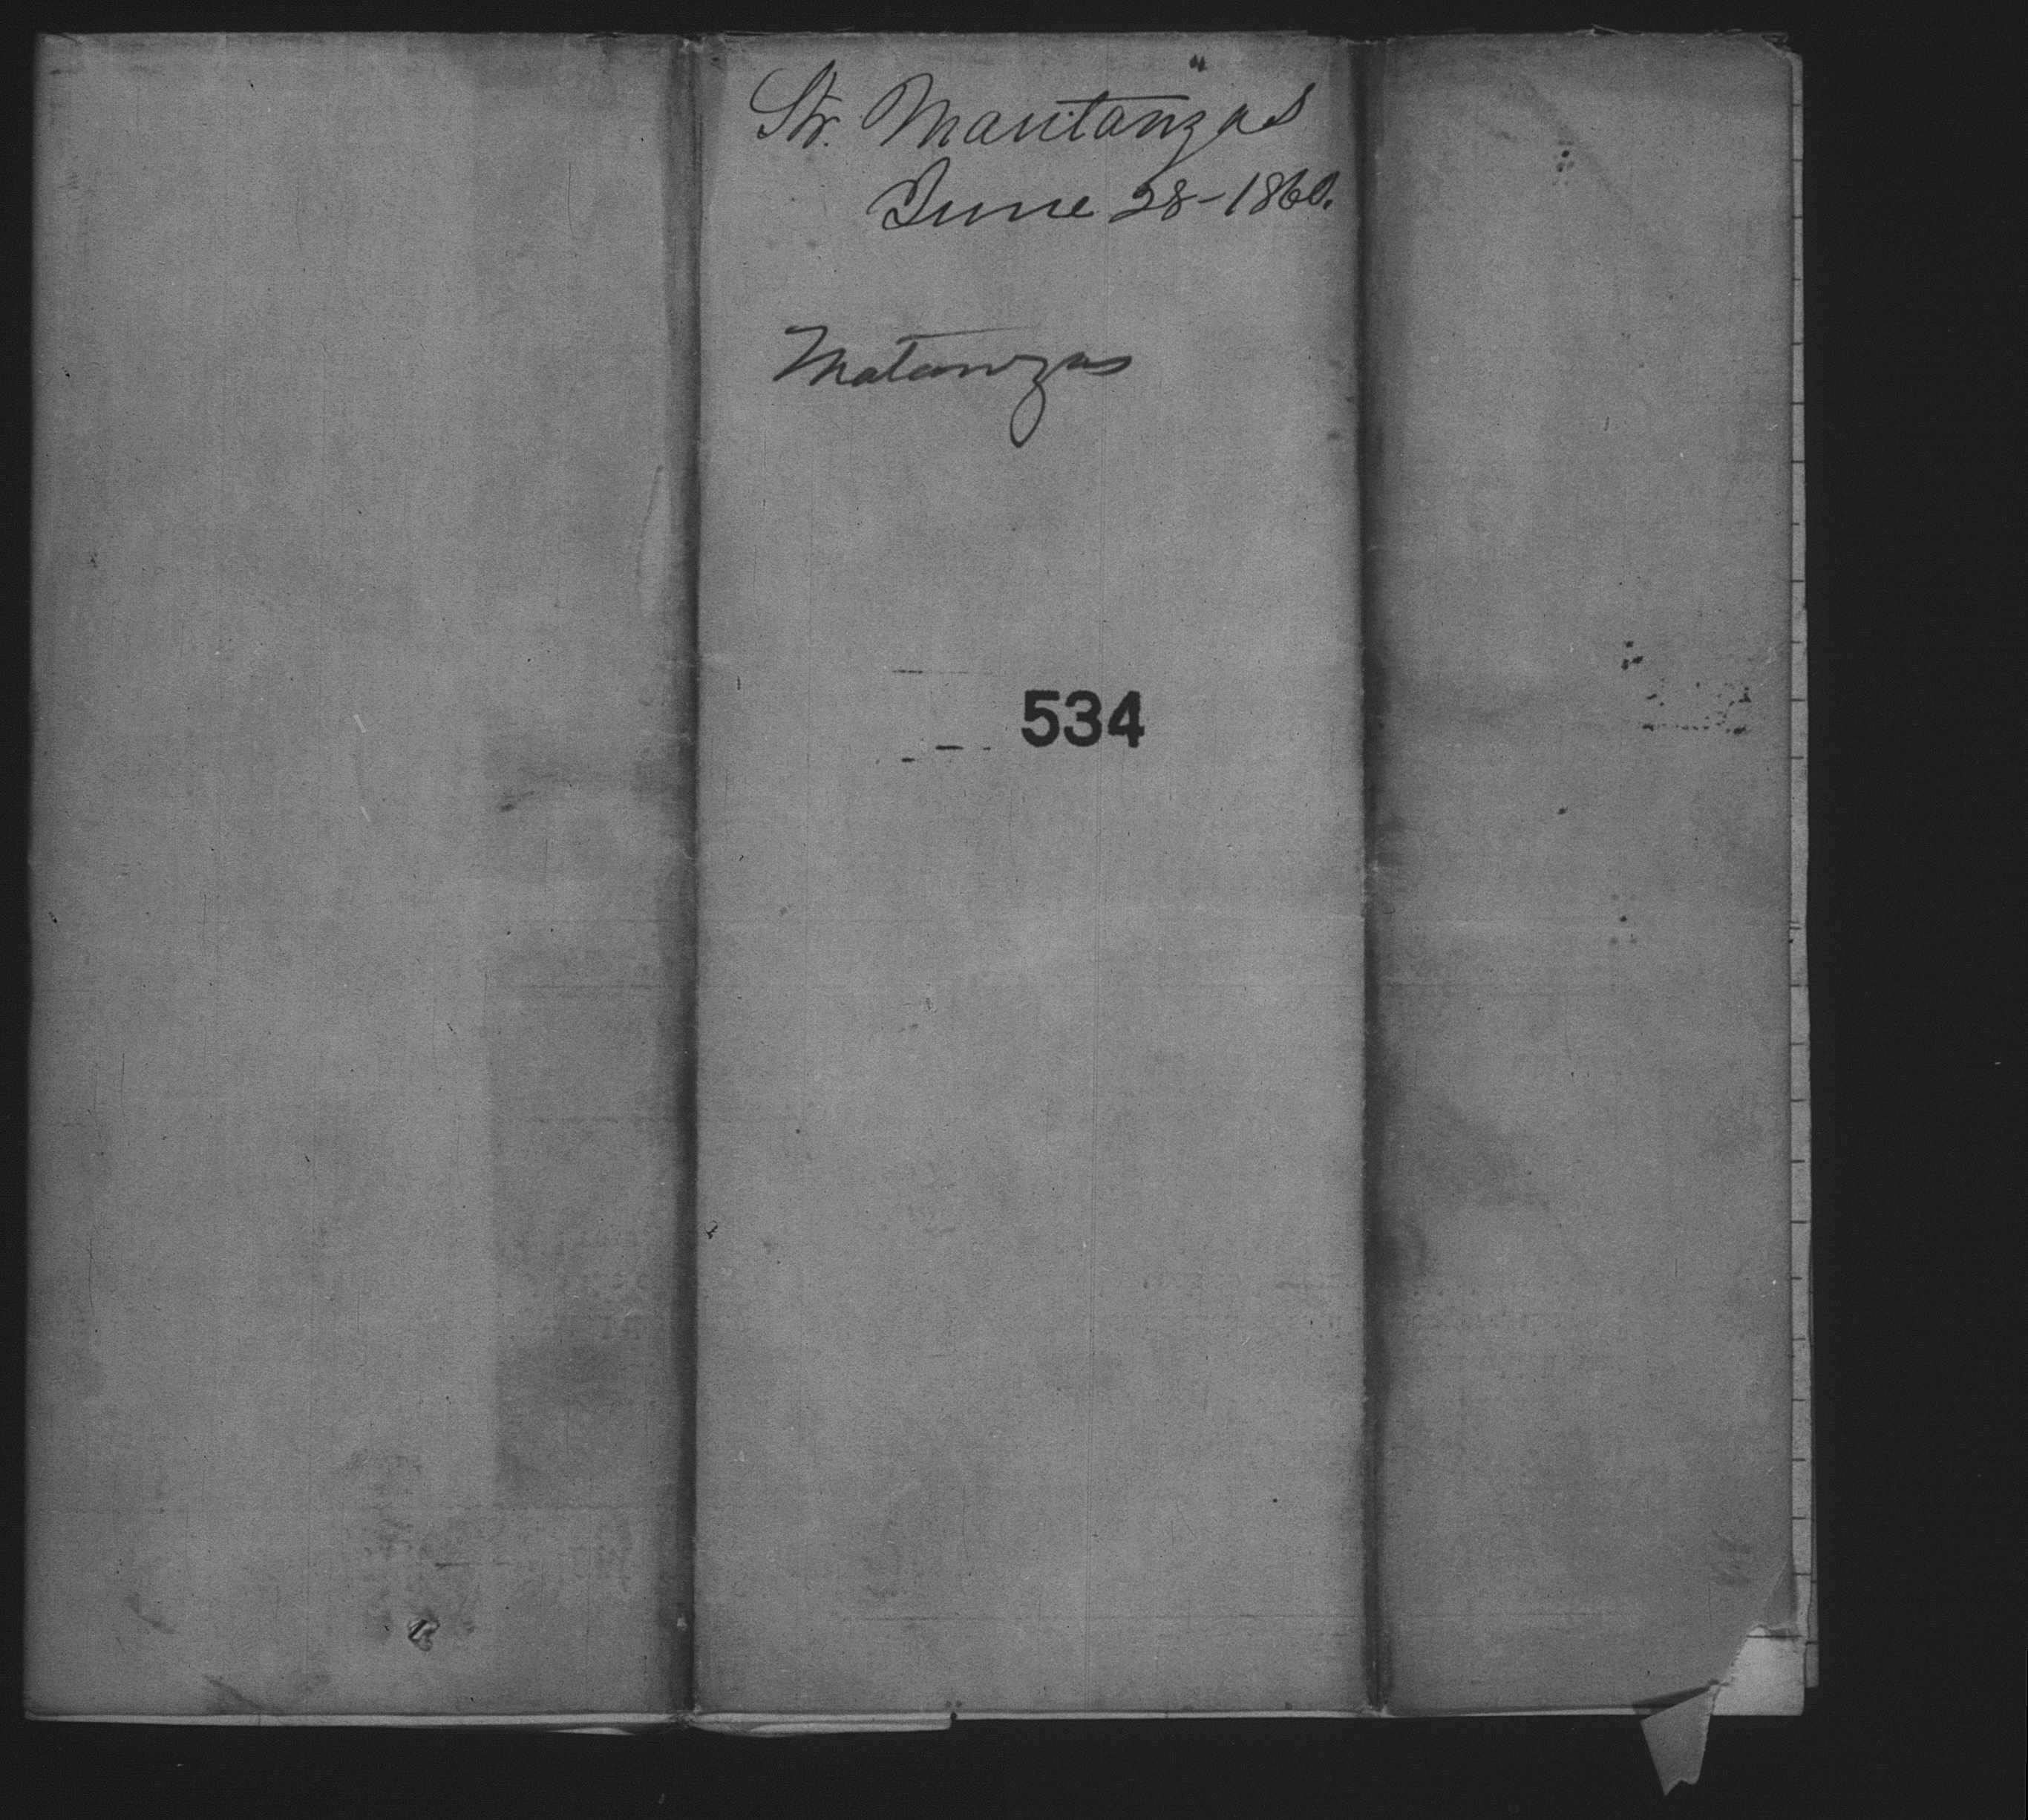 Str. Mantanzas
June 28-1860.
Matanzas
534